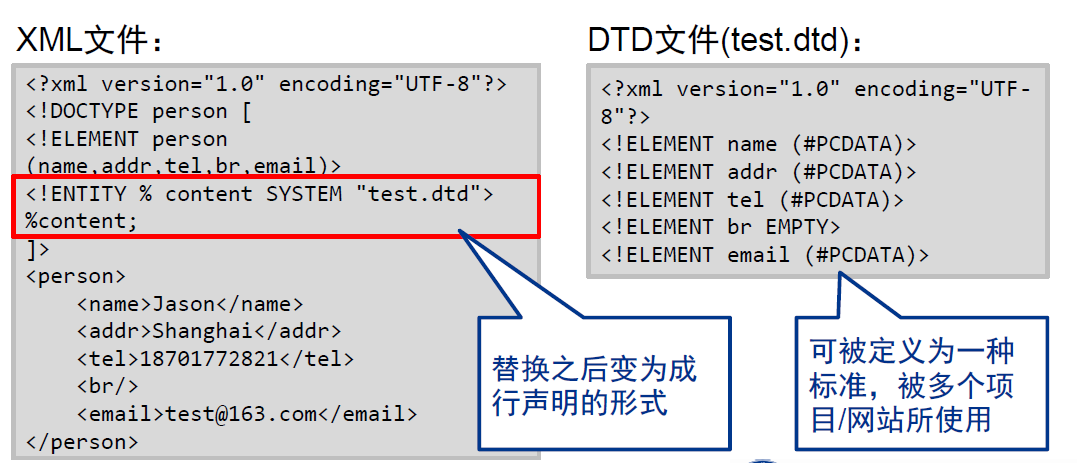 XML文件：
<?xml version="1.0" encoding="UTF-8"?>
<!DOCTYPE person [
<!ELEMENT person
(name,addr,tel,br,email)>
<!ENTITY % content SYSTEM "test.dtd">
%content;
]>
<person>
    <name>Jason</name>
    <addr>Shanghai</addr>
    <tel>18701772821</tel>
    <br/>
    <email>test@163.com</email>
</person>
替换之后变为成
行声明的形式
DTD文件(test.dtd)：
<?xml version="1.0" encoding="UTF-
8"?>
<!ELEMENT name (#PCDATA)>
<!ELEMENT addr (#PCDATA)>
<!ELEMENT tel (#PCDATA)>
<!ELEMENT br EMPTY>
<!ELEMENT email (#PCDATA)>
可被定义为一种
标准，被多个项
目/网站所使用